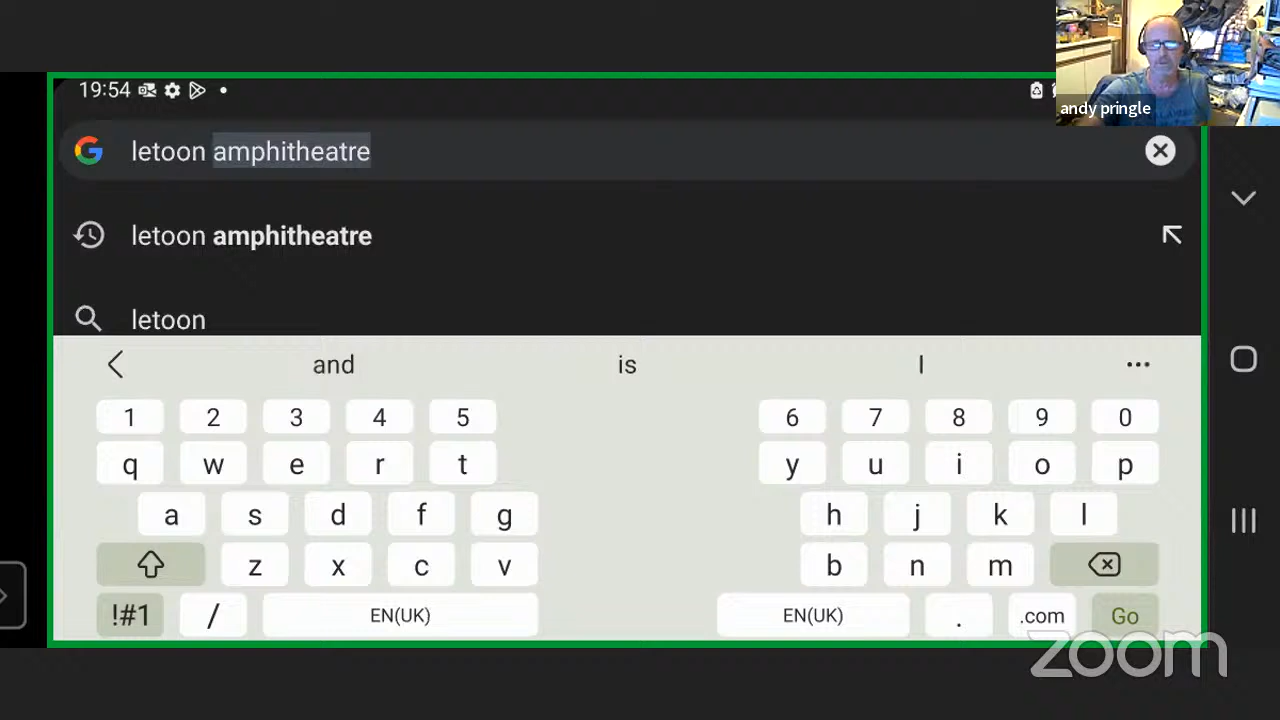 19:54
andy pringle
letoon amphitheatre
letoon amphitheatre
letoon
and is I
1 2 3 4 5 6 7 8 9 0
q w e r t y u i o p
a s d f g h j k l
z x c v b n m
!#1 / EN(UK) EN(UK) . .com Go
zoom